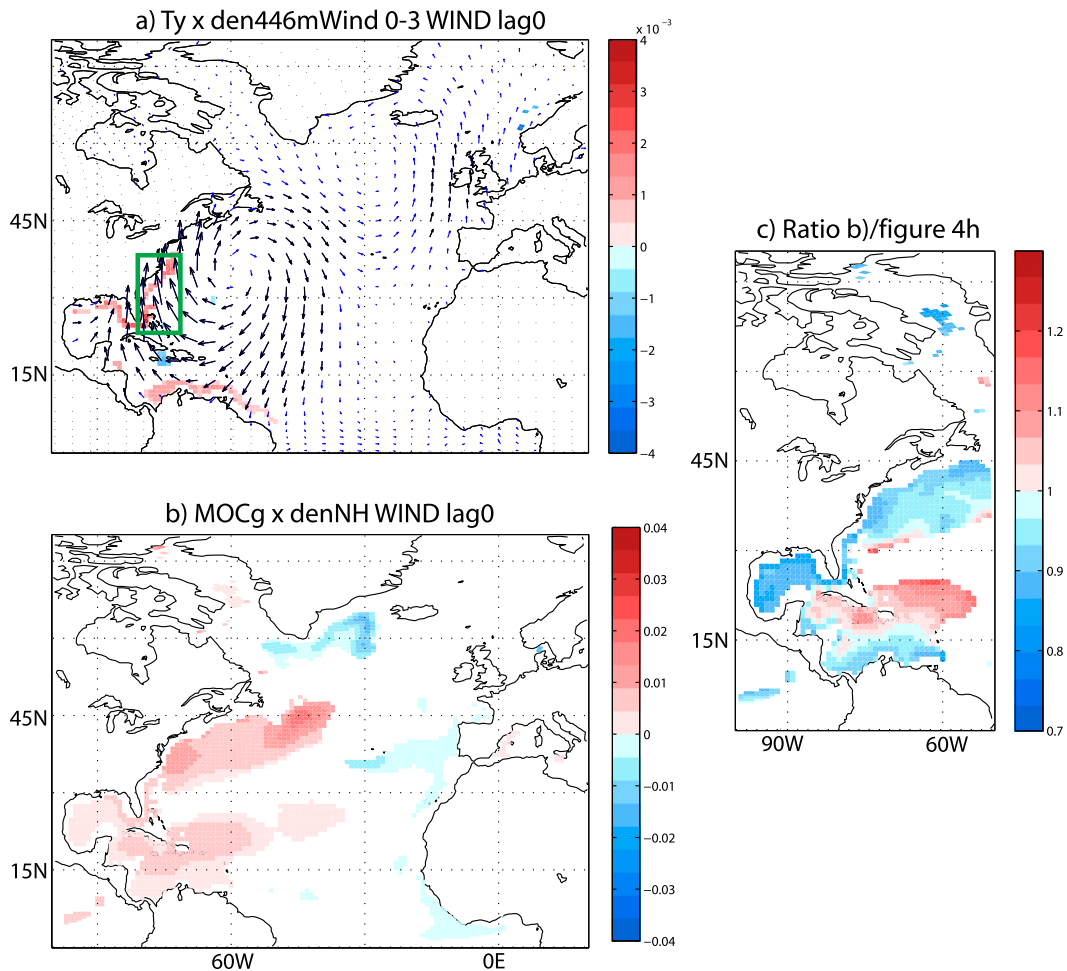 a) Ty x den446mWind 0-3 WIND lag0
x 10⁻³
4
3
2
1
0
−1
−2
−3
−4
45N
15N
c) Ratio b)/figure 4h
1.2
1.1
1
0.9
0.8
0.7
45N
15N
90W
60W
b) MOCg x denNH WIND lag0
0.04
0.03
0.02
0.01
0
−0.01
−0.02
−0.03
−0.04
45N
15N
60W
0E